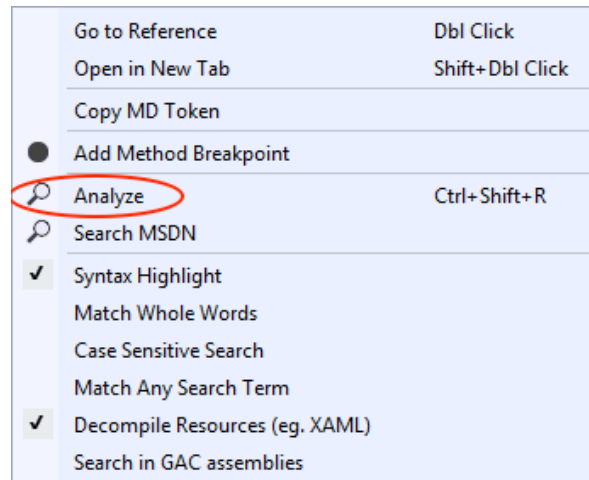 Go to Reference Dbl Click
Open in New Tab Shift+Dbl Click
Copy MD Token
Add Method Breakpoint
Analyze Ctrl+Shift+R
Search MSDN
Syntax Highlight
Match Whole Words
Case Sensitive Search
Match Any Search Term
Decompile Resources (eg. XAML)
Search in GAC assemblies